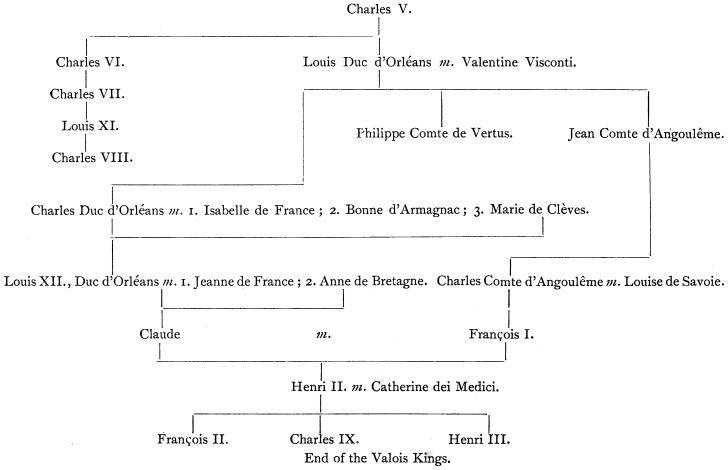 Charles V.
Charles VI. Louis Duc d'Orléans m. Valentine Visconti.
Charles VII.
Louis XI. Philippe Comte de Vertus. Jean Comte d'Angoulême.
Charles VIII.
Charles Duc d'Orléans m. 1. Isabelle de France ; 2. Bonne d'Armagnac ; 3. Marie de Clèves.
Louis XII., Duc d'Orléans m. 1. Jeanne de France ; 2. Anne de Bretagne. Charles Comte d'Angoulême m. Louise de Savoie.
Claude m. François I.
Henri II. m. Catherine dei Medici.
François II. Charles IX. Henri III.
End of the Valois Kings.